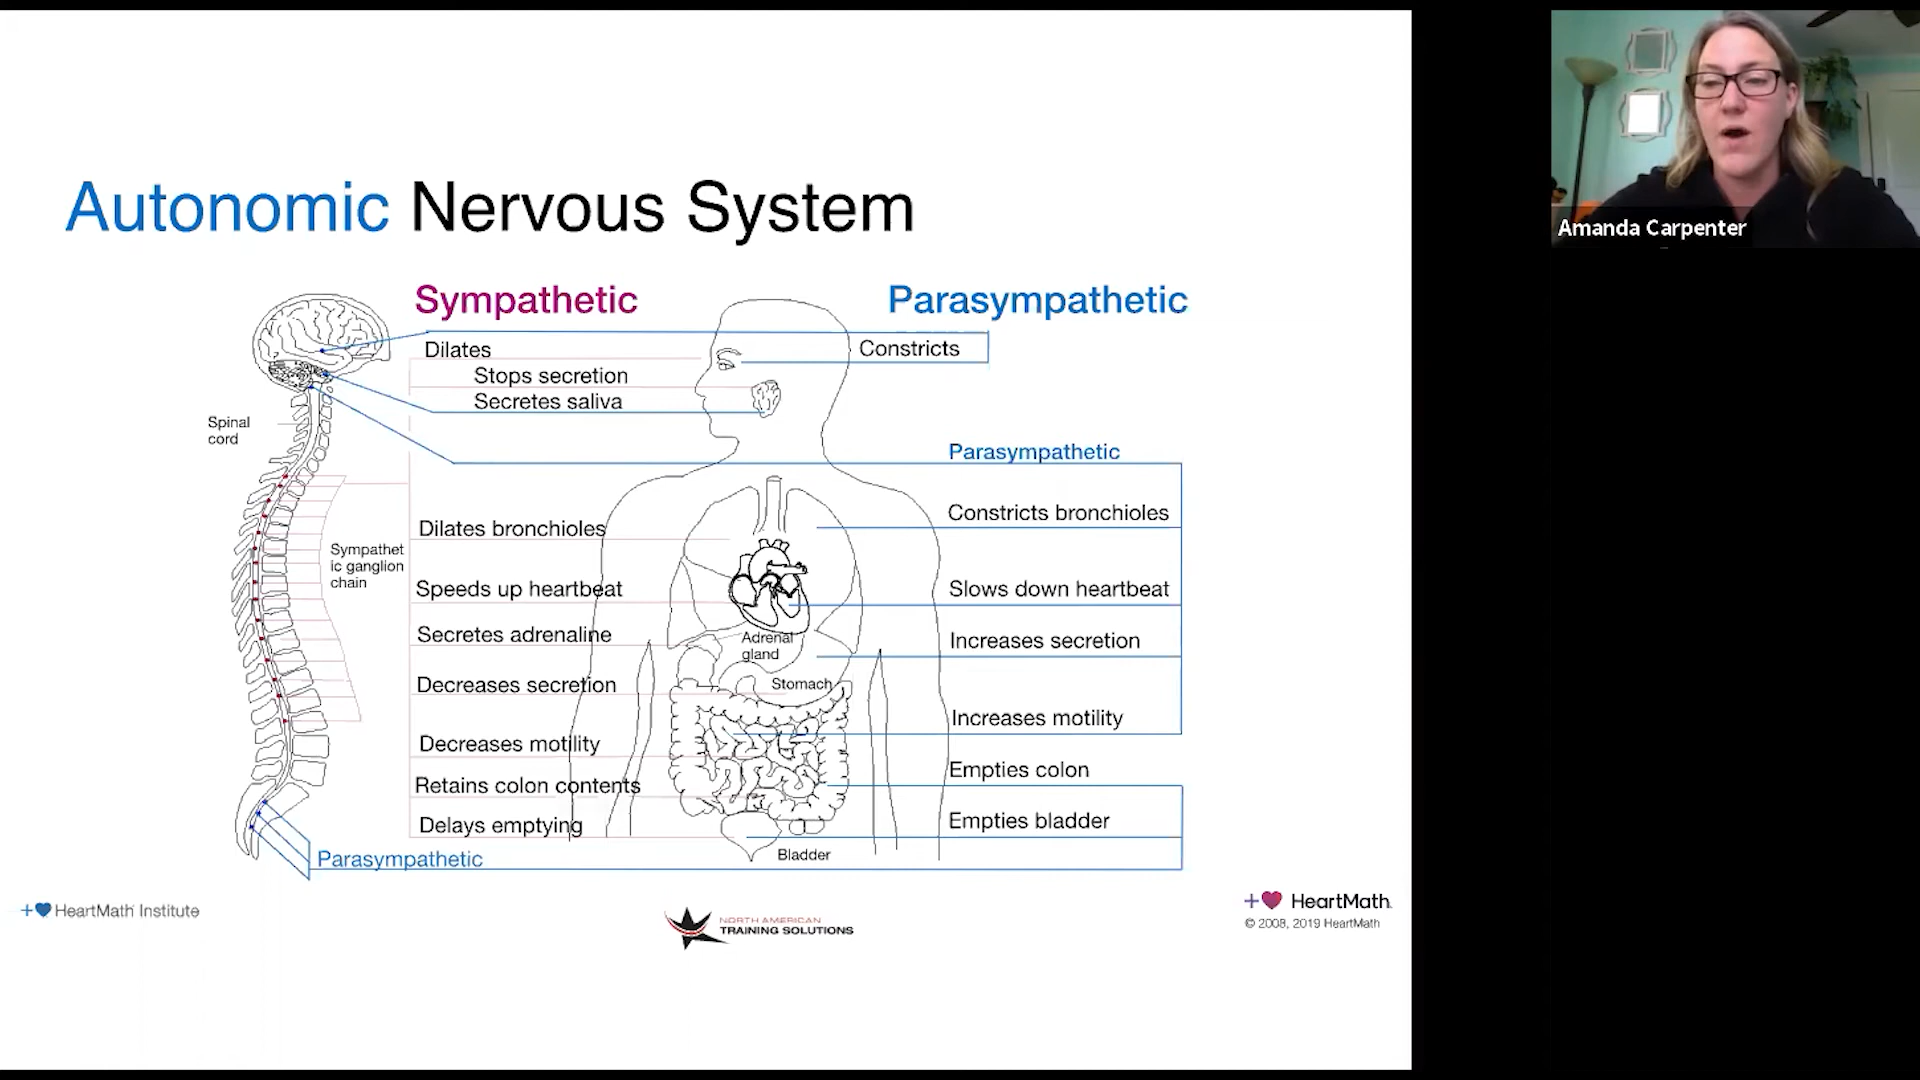 Autonomic Nervous System
Sympathetic
Parasympathetic
Dilates
Constricts
Stops secretion
Secretes saliva
Spinal
cord
Parasympathetic
Dilates bronchioles
Constricts bronchioles
Sympathet
ic ganglion
chain
Speeds up heartbeat
Slows down heartbeat
Secretes adrenaline
Adrenal
gland
Increases secretion
Decreases secretion
Stomach
Increases motility
Decreases motility
Empties colon
Retains colon contents
Delays emptying
Empties bladder
Bladder
Parasympathetic
HeartMath Institute
NORTH AMERICAN
TRAINING SOLUTIONS
HeartMath
© 2008, 2019 HeartMath
Amanda Carpenter